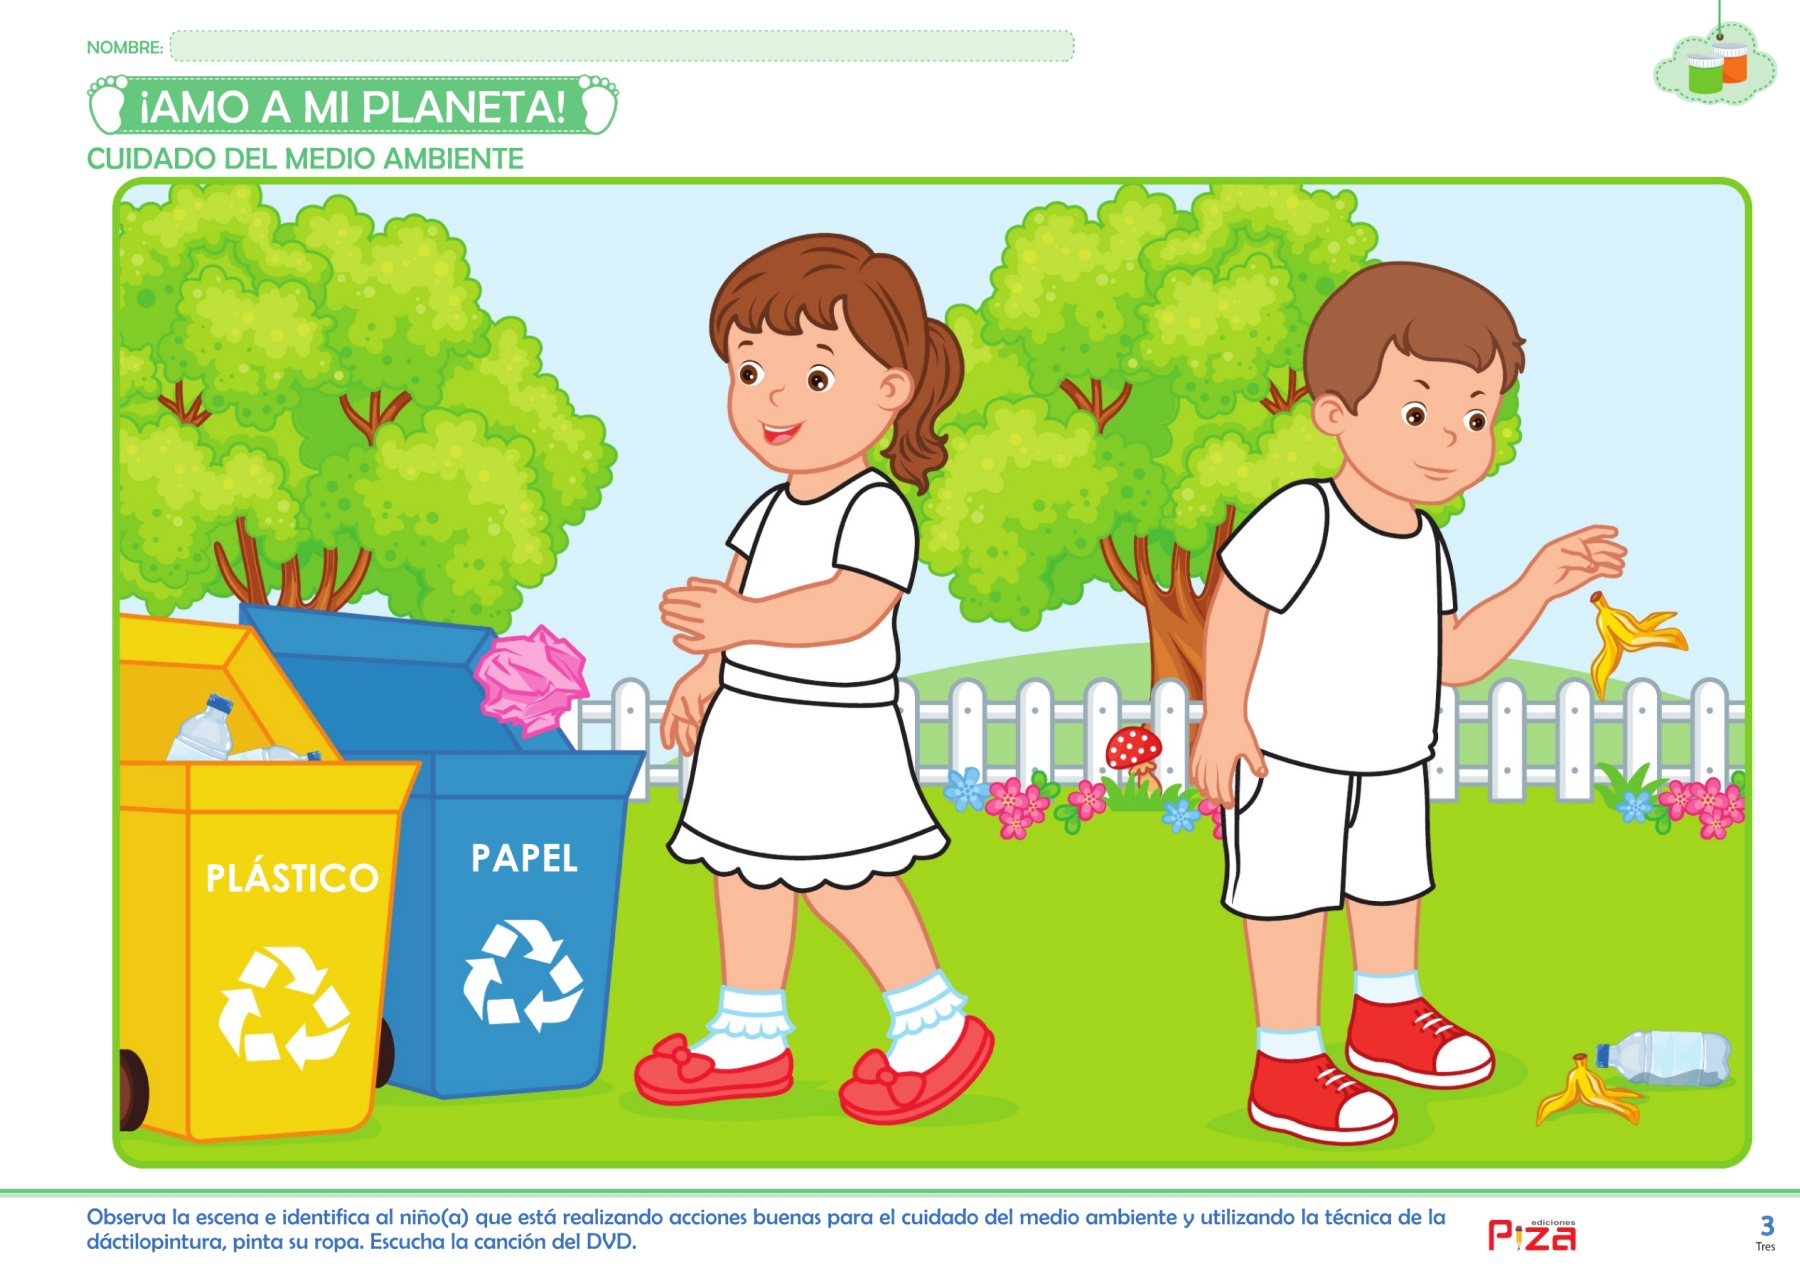 NOMBRE:
¡AMO A MI PLANETA!
CUIDADO DEL MEDIO AMBIENTE
PLÁSTICO
PAPEL
Observa la escena e identifica al niño(a) que está realizando acciones buenas para el cuidado del medio ambiente y utilizando la técnica de la
dáctilopintura, pinta su ropa. Escucha la canción del DVD.
ediciones
Piza
3
Tres